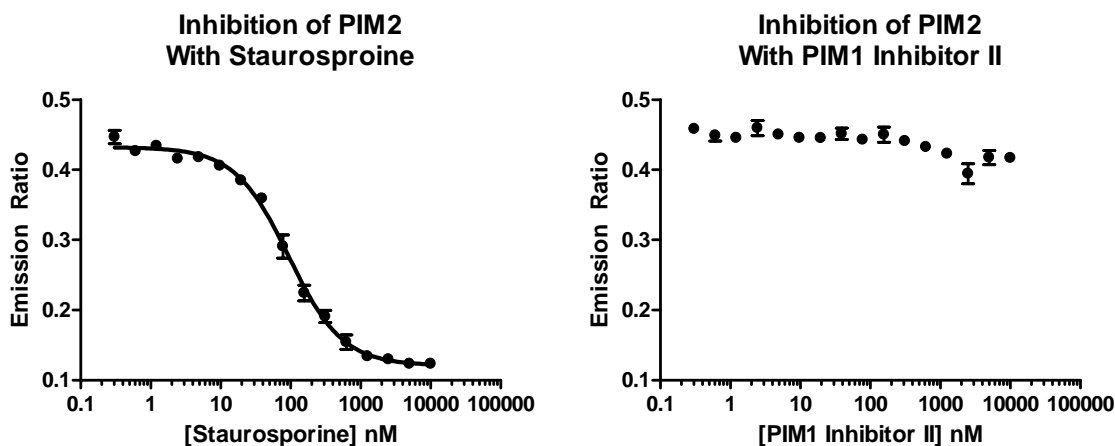 Inhibition of PIM2
With Staurosproine
Emission Ratio
0.5
0.4
0.3
0.2
0.1
0.1 1 10 100 1000 10000 100000
[Staurosporine] nM
Inhibition of PIM2
With PIM1 Inhibitor II
Emission Ratio
0.5
0.4
0.3
0.2
0.1
0.1 1 10 100 1000 10000 100000
[PIM1 Inhibitor II] nM